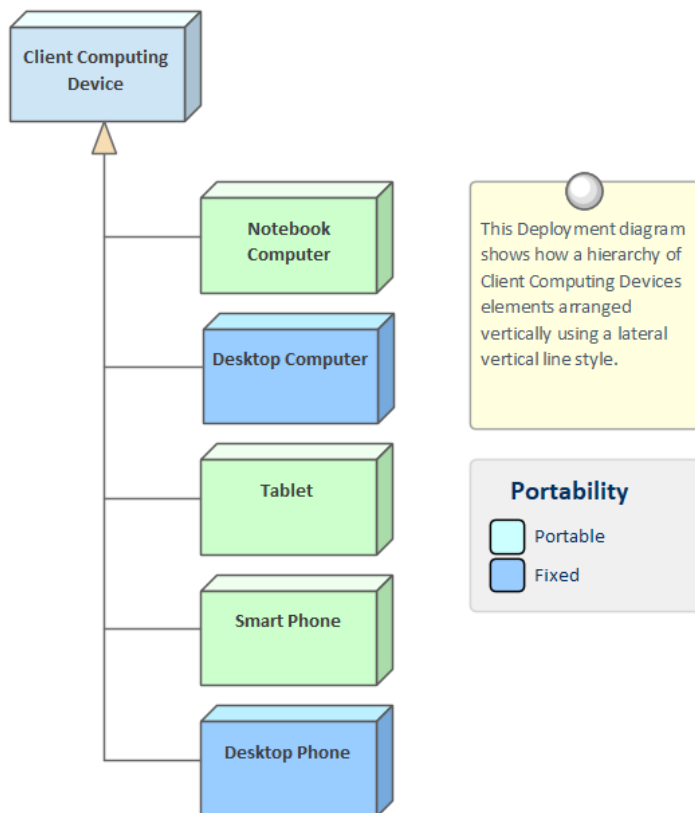 Client Computing
Device
Notebook
Computer
Desktop Computer
Tablet
Smart Phone
Desktop Phone
This Deployment diagram
shows how a hierarchy of
Client Computing Devices
elements arranged
vertically using a lateral
vertical line style.
Portability
Portable
Fixed